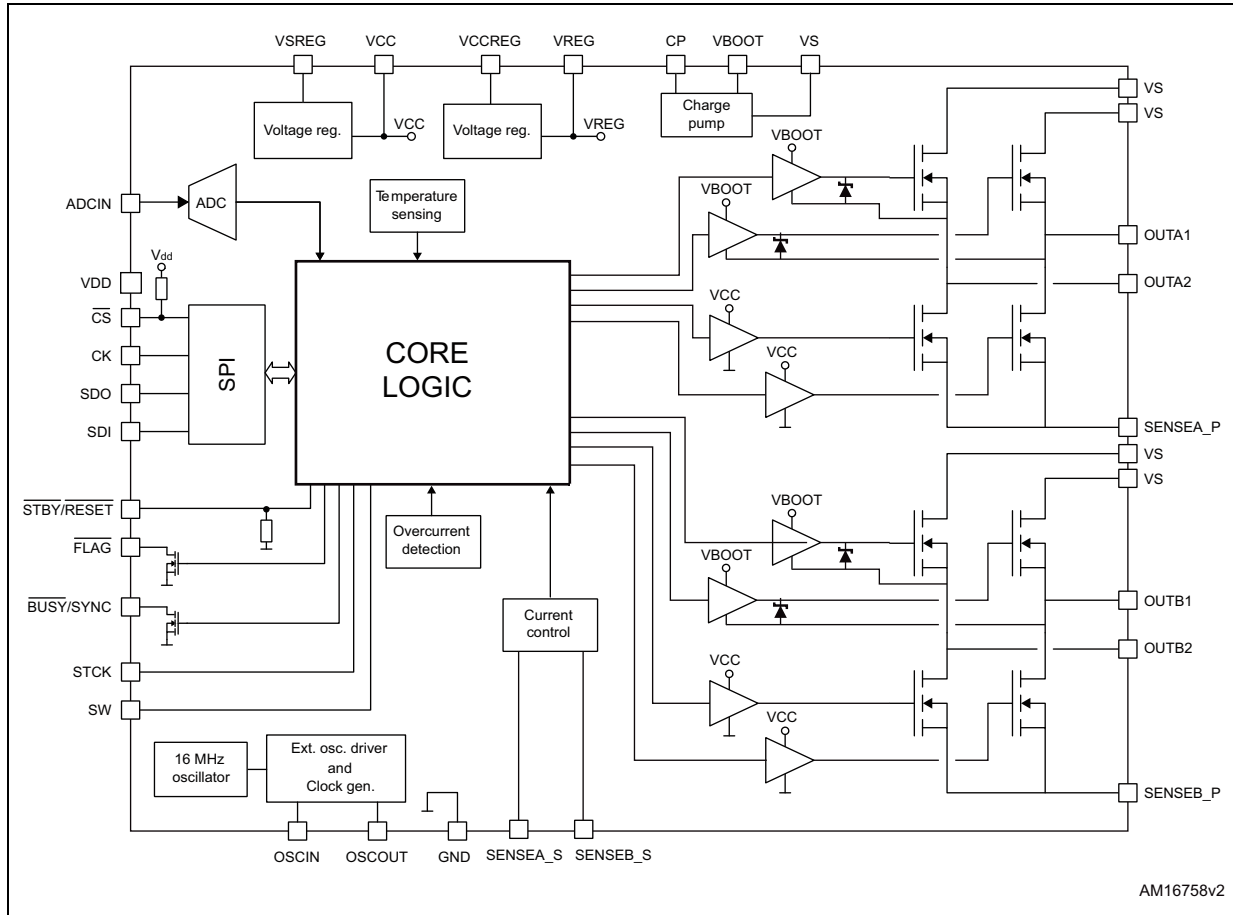 VSREG
VCC
VCCREG
VREG
CP
VBOOT
VS
Voltage reg.
VCC
Voltage reg.
VREG
Charge
pump
VS
VS
ADCIN
ADC
Temperature
sensing
VBOOT
VBOOT
OUTA1
OUTA2
Vdd
VDD
CS
CK
SDO
SDI
SPI
CORE
LOGIC
VCC
VCC
SENSEA_P
VS
VS
STBY/RESET
FLAG
BUSY/SYNC
STCK
SW
Overcurrent
detection
Current
control
VBOOT
VBOOT
OUTB1
OUTB2
VCC
VCC
SENSEB_P
16 MHz
oscillator
Ext. osc. driver
and
Clock gen.
OSCIN
OSCOUT
GND
SENSEA_S
SENSEB_S
AM16758v2